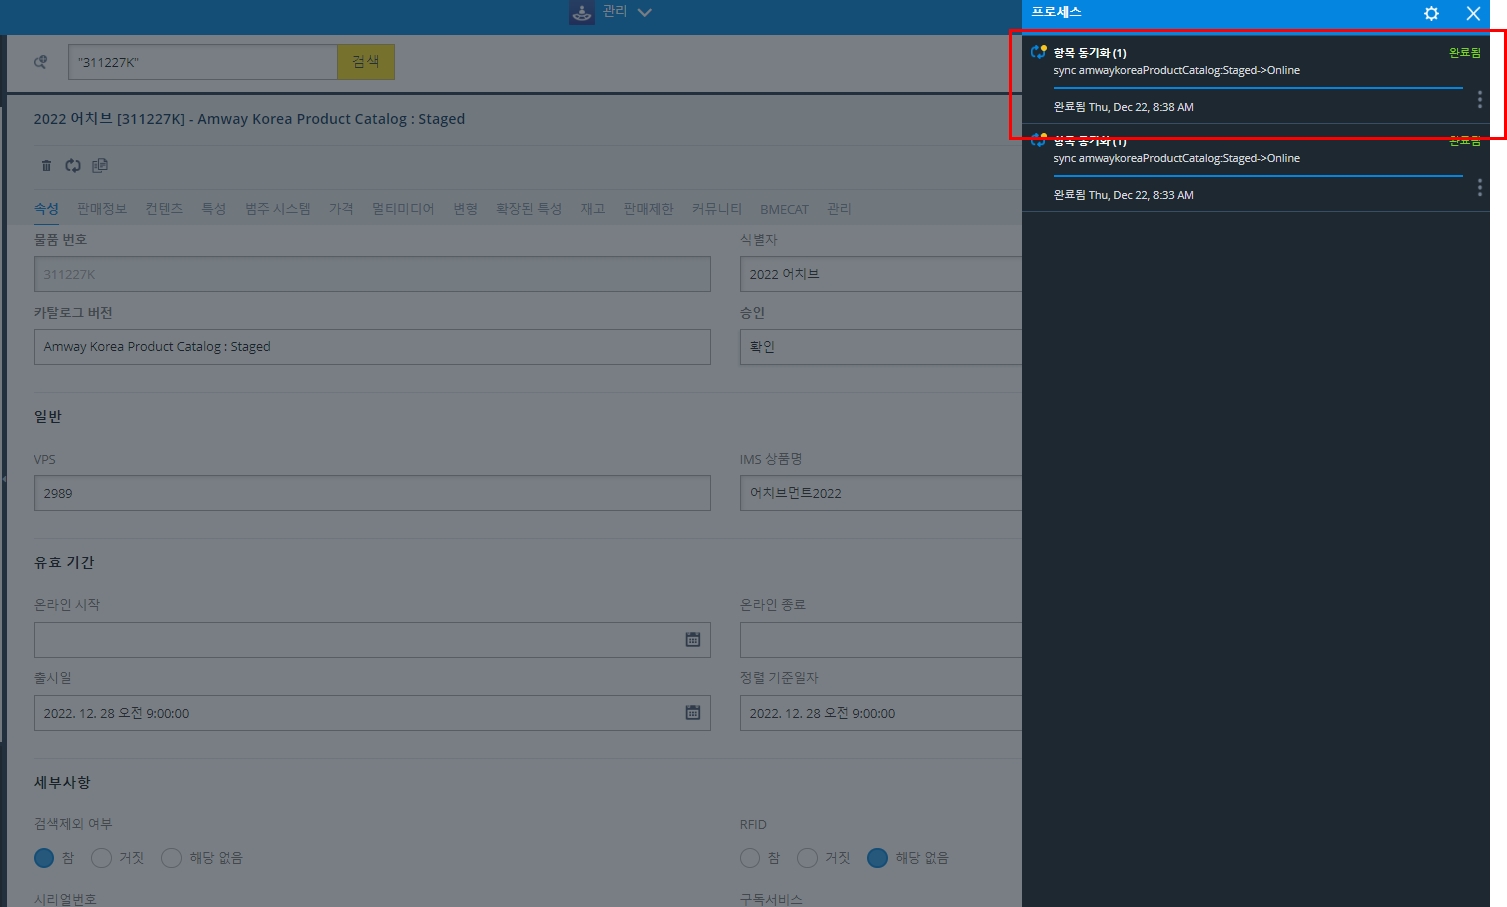 관리
프로세스
"311227K"
검색
항목 동기화 (1)
완료됨
sync amwaykoreaProductCatalog:Staged->Online
완료됨 Thu, Dec 22, 8:38 AM
항목 동기화 (1)
완료됨
sync amwaykoreaProductCatalog:Staged->Online
완료됨 Thu, Dec 22, 8:33 AM
2022 어치브 [311227K] - Amway Korea Product Catalog : Staged
속성 판매정보 컨텐츠 특성 범주 시스템 가격 멀티미디어 변형 확장된 특성 재고 판매제한 커뮤니티 BMECAT 관리
물품 번호
식별자
311227K
2022 어치브
카탈로그 버전
승인
Amway Korea Product Catalog : Staged
확인
일반
VPS
IMS 상품명
2989
어치브먼트2022
유효 기간
온라인 시작
온라인 종료
출시일
정렬 기준일자
2022. 12. 28 오전 9:00:00
2022. 12. 28 오전 9:00:00
세부사항
검색제외 여부
RFID
참 거짓 해당 없음
참 거짓 해당 없음
시리얼번호
구독서비스